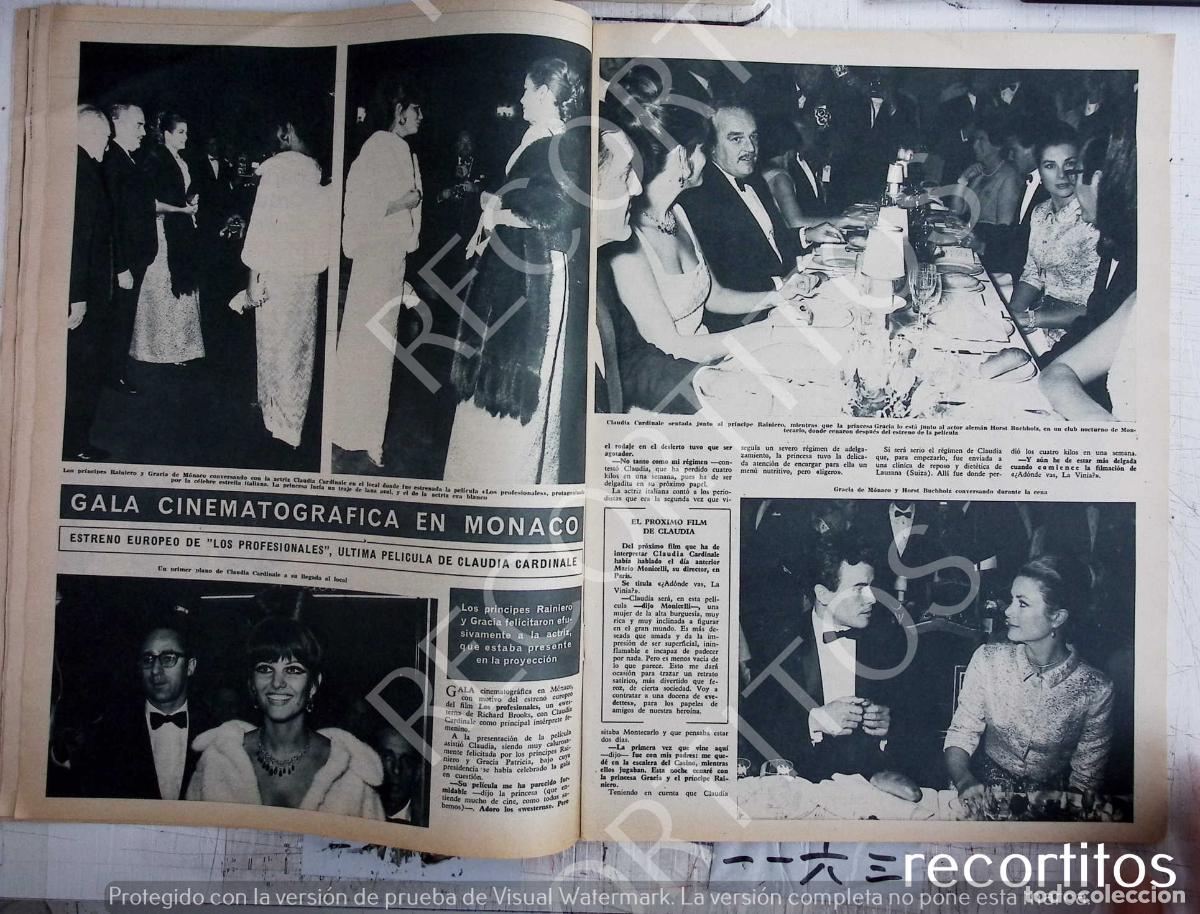 Los príncipes Rainiero y Gracia de Mónaco conversando con la actriz Claudia Cardinale en el local donde fue estrenada la película «Los profesionales», protagonizada
por la célebre estrella italiana. La princesa lucía un traje de lana azul, y el de la actriz era blanco
GALA CINEMATOGRAFICA EN MONACO
ESTRENO EUROPEO DE "LOS PROFESIONALES", ULTIMA PELICULA DE CLAUDIA CARDINALE
Un primer plano de Claudia Cardinale a su llegada al local
Los príncipes Rainiero
y Gracia felicitaron efu-
sivamente a la actriz,
que estaba presente
en la proyección
GALA cinematográfica en Mónaco,
con motivo del estreno europeo
del film Los profesionales, un «wes-
tern» de Richard Brooks, con Claudia
Cardinale como principal intérprete fe-
menino.
A la presentación de la película
asistió Claudia, siendo muy calurosa-
mente felicitada por los príncipes Rai-
niero y Gracia Patricia, bajo cuya
presidencia se había celebrado la gala
en cuestión.
—Su película me ha parecido for-
midable —dijo la princesa (que en-
tiende mucho de cine, como todos sa-
bemos)—. Adoro los «westerns». Pero
Claudia Cardinale sentada junto al príncipe Rainiero, mientras que la princesa Gracia lo está junto al actor alemán Horst Buchholz, en un club nocturno de Mon-
tecarlo, donde cenaron después del estreno de la película
el rodaje en el desierto tuvo que ser
agotador.
—No tanto como mi régimen —con-
testó Claudia, que ha perdido cuatro
kilos en una semana, pues ha de ser
delgadita en su próximo papel.
La actriz italiana contó a los perio-
distas que era la segunda vez que vi-
EL PROXIMO FILM
DE CLAUDIA
Del próximo film que ha de
interpretar Claudia Cardinale
había hablado el día anterior
Mario Monicelli, su director, en
París.
Se titula «¿Adónde vas, La
Vinia?».
—Claudia será, en esta pelí-
cula —dijo Monicelli—, una
mujer de la alta burguesía, muy
rica y muy inclinada a figurar
en el gran mundo. Es más de-
seada que amada y da la im-
presión de ser superficial, inin-
flamable e incapaz de padecer
por nada. Pero es menos vacía de
lo que parece. Esto me dará
ocasión para trazar un retrato
satírico, más divertido que fe-
roz, de cierta sociedad. Voy a
contratar a una docena de «ve-
dettes», para los papeles de
amigos de nuestra heroína.
sitaba Montecarlo y que pensaba estar
dos días.
—La primera vez que vine aquí
—dijo— fue con mis padres: me que-
dé en la escalera del Casino, mientras
ellos jugaban. Esta noche cenaré con
la princesa Gracia y el príncipe Rai-
niero.
Teniendo en cuenta que Claudia
seguía un severo régimen de adelga-
zamiento, la princesa tuvo la delica-
da atención de encargar para ella un
menú nutritivo, pero «ligero».
Si será serio el régimen de Claudia
que, para empezarlo, fue enviada a
una clínica de reposo y dietética de
Lausana (Suiza). Allí fue donde per-
dió los cuatro kilos en una semana.
—Y aún he de estar más delgada
cuando comience la filmación de
«¿Adónde vas, La Vinia?».
Gracia de Mónaco y Horst Buchholz conversando durante la cena
RECORTITOS
RECORTITOS
recortitos
todocoleccion
Protegido con la versión de prueba de Visual Watermark. La versión completa no pone esta marca.